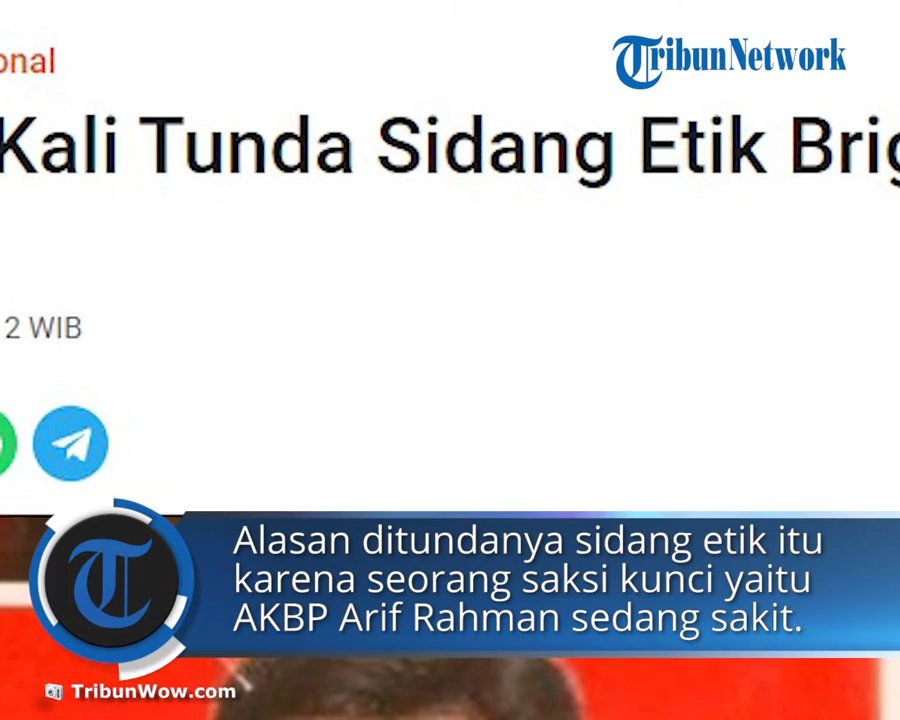 TribunNetwork
onal
Kali Tunda Sidang Etik Brig
2 WIB
Alasan ditundanya sidang etik itu
karena seorang saksi kunci yaitu
AKBP Arif Rahman sedang sakit.
TribunWow.com